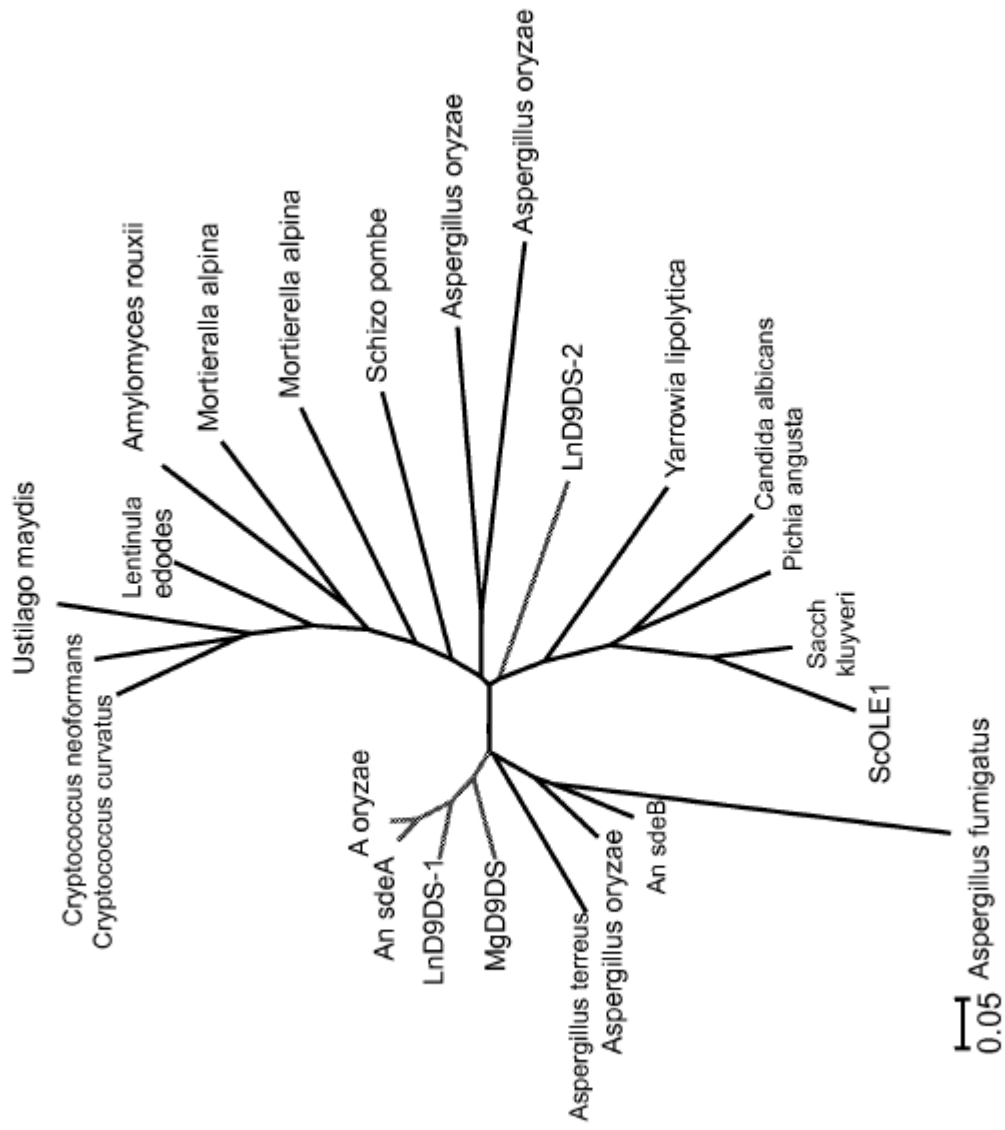 Ustilago maydis
Cryptococcus neoformans
Cryptococcus curvatus
Lentinula
edodes
Amylomyces rouxii
Mortieralla alpina
Mortierella alpina
Schizo pombe
Aspergillus oryzae
Aspergillus oryzae
LnD9DS-2
Yarrowia lipolytica
Candida albicans
Pichia angusta
Sacch
kluyveri
ScOLE1
A oryzae
An sdeA
LnD9DS-1
MgD9DS
Aspergillus terreus
Aspergillus oryzae
An sdeB
Aspergillus fumigatus
0.05